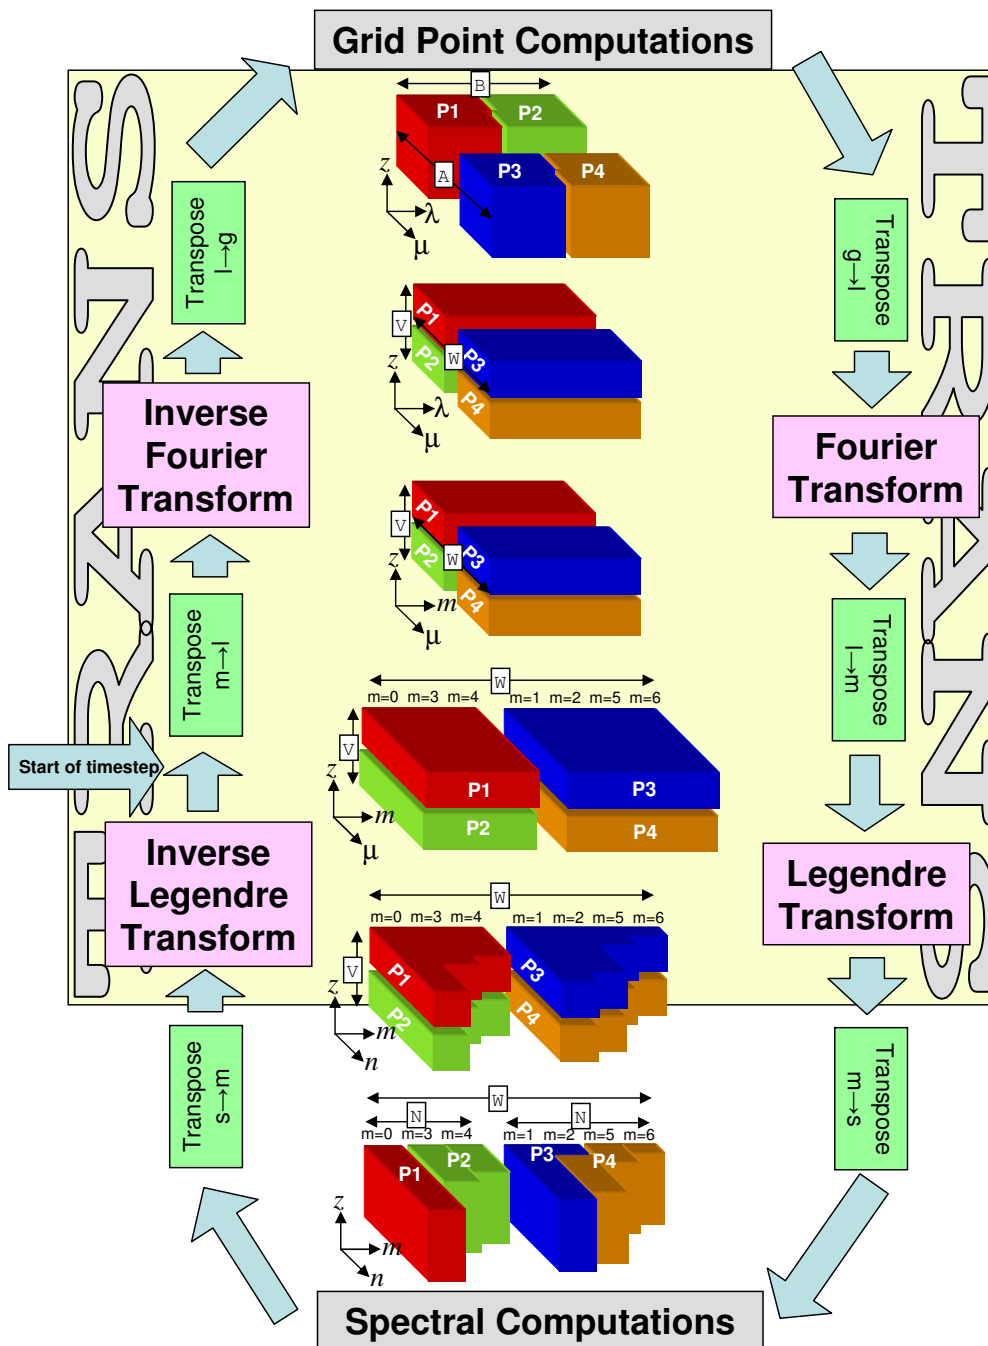 Grid Point Computations
B
P1
P2
A
P3
P4
z
λ
μ
Transpose
l→g
Transpose
g→l
V
P1
W
P3
P2
P4
z
λ
μ
Inverse
Fourier
Transform
Fourier
Transform
V
P1
W
P3
P2
P4
z
m
μ
Transpose
m→l
Transpose
l→m
W
m=0 m=3 m=4 m=1 m=2 m=5 m=6
V
P1
P3
P2
P4
z
m
μ
Start of timestep
Inverse
Legendre
Transform
Legendre
Transform
W
m=0 m=3 m=4 m=1 m=2 m=5 m=6
V
P1
P3
P2
P4
z
m
n
Transpose
s→m
Transpose
m→s
W
N
N
m=0 m=3 m=4 m=1 m=2 m=5 m=6
P1
P2
P3
P4
z
m
n
Spectral Computations
TRANS